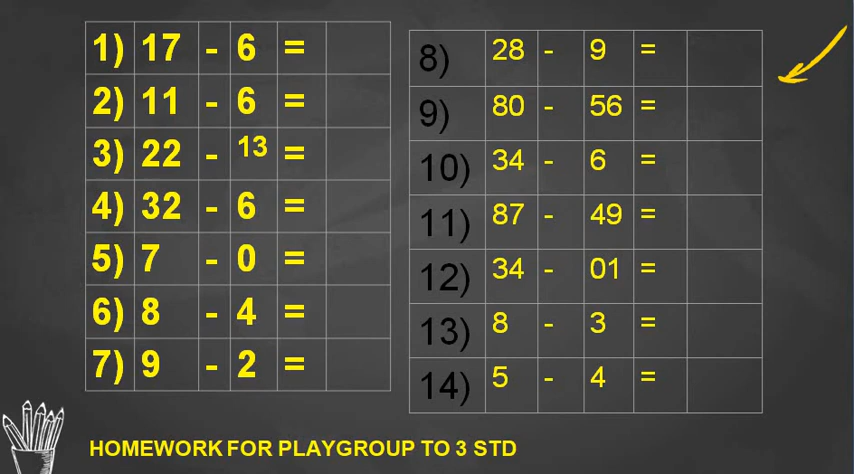 1) 17 - 6 =
2) 11 - 6 =
3) 22 - 13 =
4) 32 - 6 =
5) 7 - 0 =
6) 8 - 4 =
7) 9 - 2 =
8) 28 - 9 =
9) 80 - 56 =
10) 34 - 6 =
11) 87 - 49 =
12) 34 - 01 =
13) 8 - 3 =
14) 5 - 4 =
HOMEWORK FOR PLAYGROUP TO 3 STD